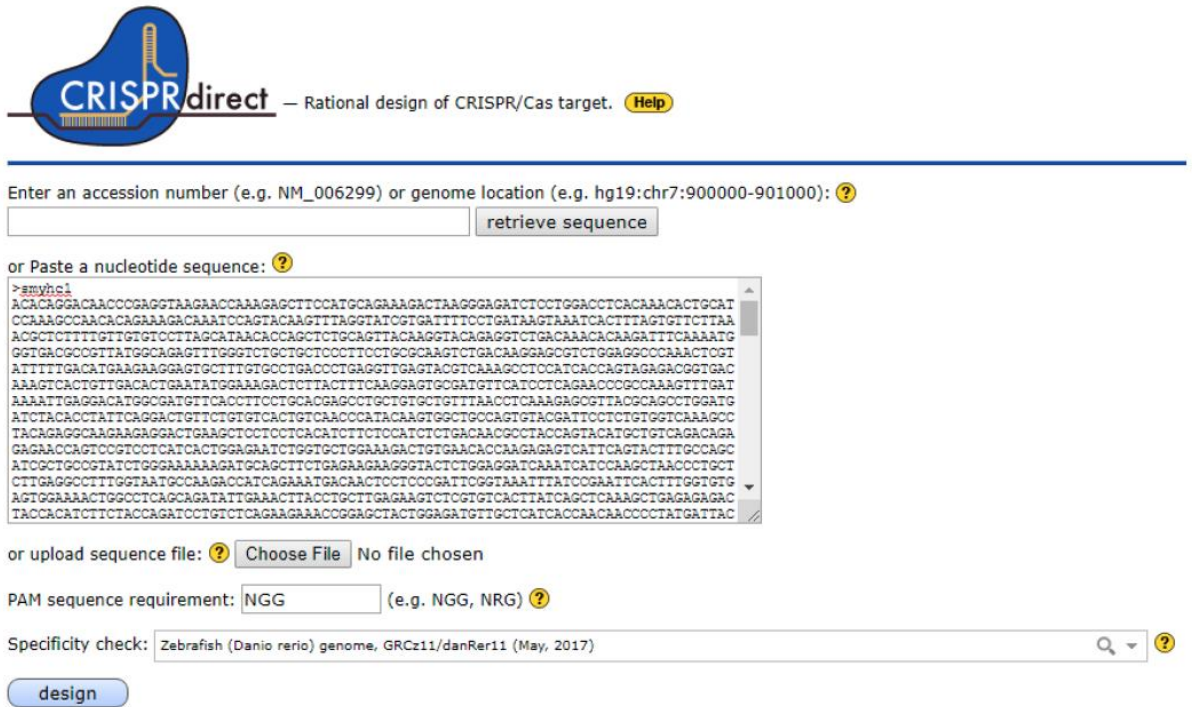 CRISPRdirect — Rational design of CRISPR/Cas target. Help
Enter an accession number (e.g. NM_006299) or genome location (e.g. hg19:chr7:900000-901000): ?
retrieve sequence
or Paste a nucleotide sequence: ?
>smyhc1
ACACAGGACAACCCGAGGTAAGAACCAAAGAGCTTCCATGCAGAAAGACTAAGGGAGATCTCCTGGACCTCACAAACACTGCAT
CCAAAGCCAACACAGAAAGACAAATCCAGTACAAGTTTAGGTATCGTGATTTTCCTGATAAGTAAATCACTTTAGTGTTCTTAA
ACGCTCTTTTGTTGTGTCCTTAGCATAACACCAGCTCTGCAGTTACAAGGTACAGAGGTCTGACAAACACAAGATTTCAAAATG
GGTGACGCCGTTATGGCAGAGTTTGGGTCTGCTGCTCCCTTCCTGCGCAAGTCTGACAAGGAGCGTCTGGAGGCCCAAACTCGT
ATTTTTGACATGAAGAAGGAGTGCTTTGTGCCTGACCCTGAGGTTGAGTACGTCAAAGCCTCCATCACCAGTAGAGACGGTGAC
AAAGTCACTGTTGACACTGAATATGGAAAGACTCTTACTTTCAAGGAGTGCGATGTTCATCCTCAGAACCCGCCAAAGTTTGAT
AAAATTGAGGACATGGCGATGTTCACCTTCCTGCACGAGCCTGCTGTGCTGTTTAACCTCAAAGAGCGTTACGCAGCCTGGATG
ATCTACACCTATTCAGGACTGTTCTGTGTCACTGTCAACCCATACAAGTGGCTGCCAGTGTACGATTCCTCTGTGGTCAAAGCC
TACAGAGGCAAGAAGAGGACTGAAGCTCCTCCTCACATCTTCTCCATCTCTGACAACGCCTACCAGTACATGCTGTCAGACAGA
GAGAACCAGTCCGTCCTCATCACTGGAGAATCTGGTGCTGGAAAGACTGTGAACACCAAGAGAGTCATTCAGTACTTTGCCAGC
ATCGCTGCCGTATCTGGGAAAAAAGATGCAGCTTCTGAGAAGAAGGGTACTCTGGAGGATCAAATCATCCAAGCTAACCCTGCT
CTTGAGGCCTTTGGTAATGCCAAGACCATCAGAAATGACAACTCCTCCCGATTCGGTAAATTTATCCGAATTCACTTTGGTGTG
AGTGGAAAACTGGCCTCAGCAGATATTGAAACTTACCTGCTTGAGAAGTCTCGTGTCACTTATCAGCTCAAAGCTGAGAGAGAC
TACCACATCTTCTACCAGATCCTGTCTCAGAAGAAACCGGAGCTACTGGAGATGTTGCTCATCACCAACAACCCCTATGATTAC
or upload sequence file: ? Choose File No file chosen
PAM sequence requirement: NGG (e.g. NGG, NRG) ?
Specificity check: Zebrafish (Danio rerio) genome, GRCz11/danRer11 (May, 2017) ?
design